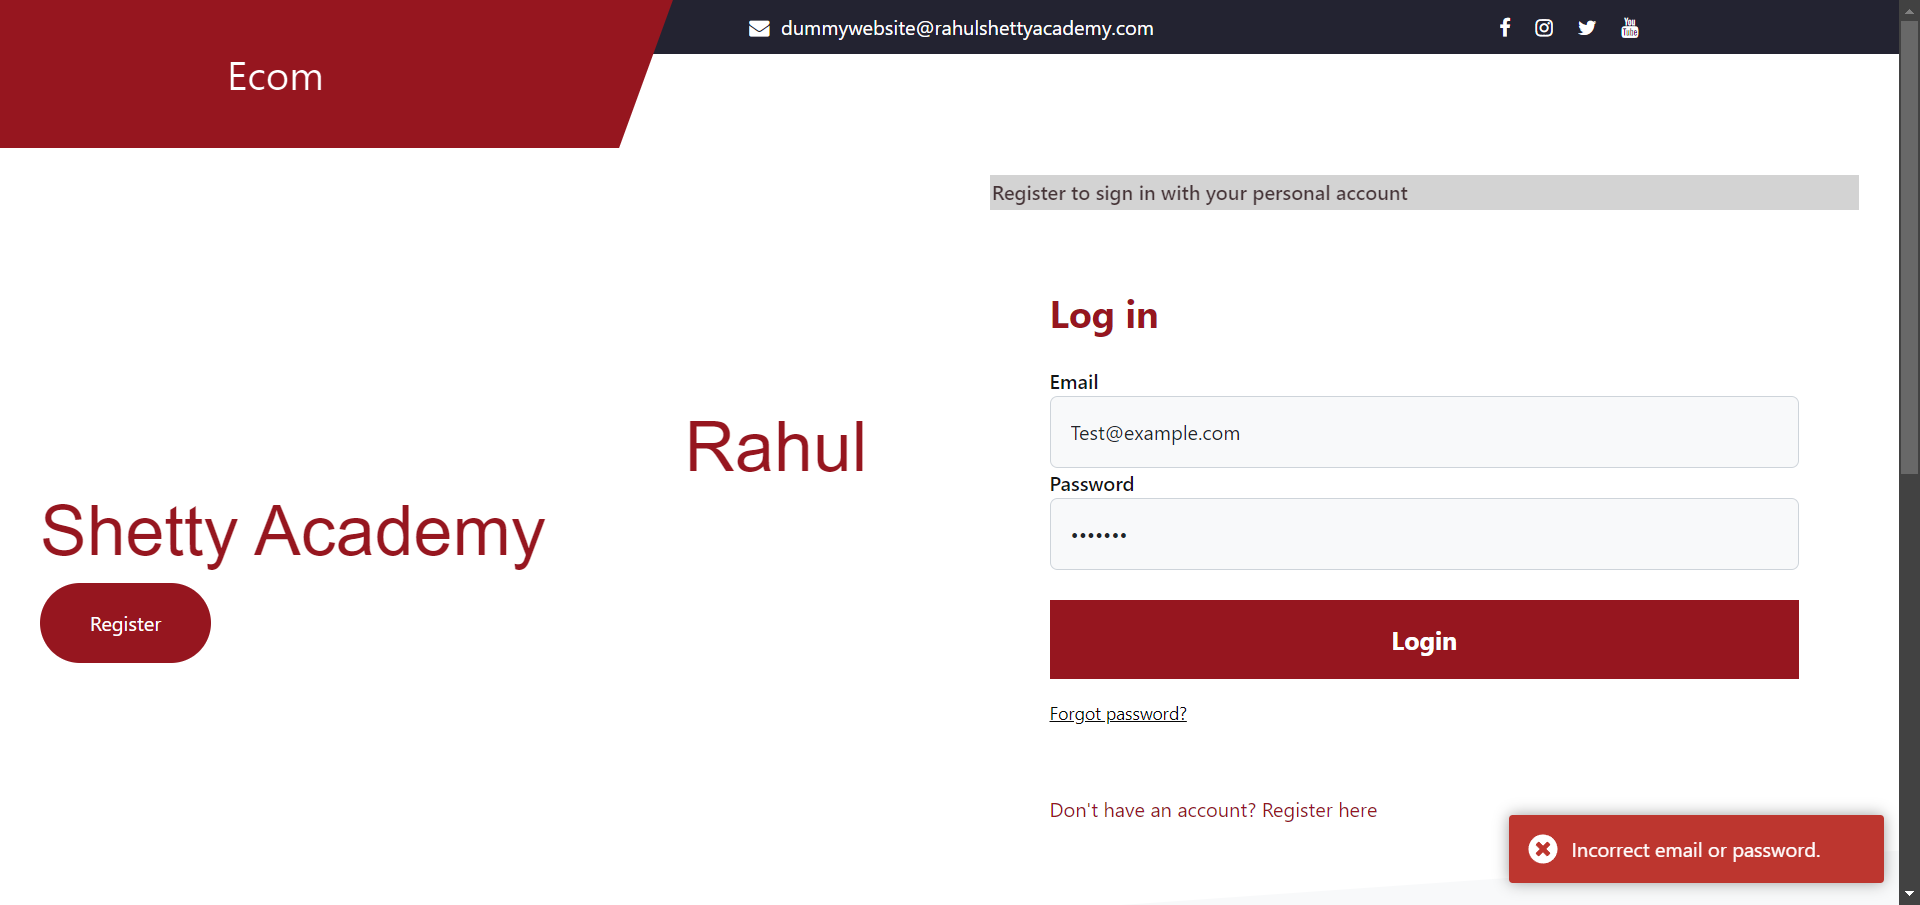 dummywebsite@rahulshettyacademy.com
Ecom
Register to sign in with your personal account
Rahul
Shetty Academy
Register
Log in
Email
Test@example.com
Password
•••••••
Login
Forgot password?
Don't have an account? Register here
Incorrect email or password.